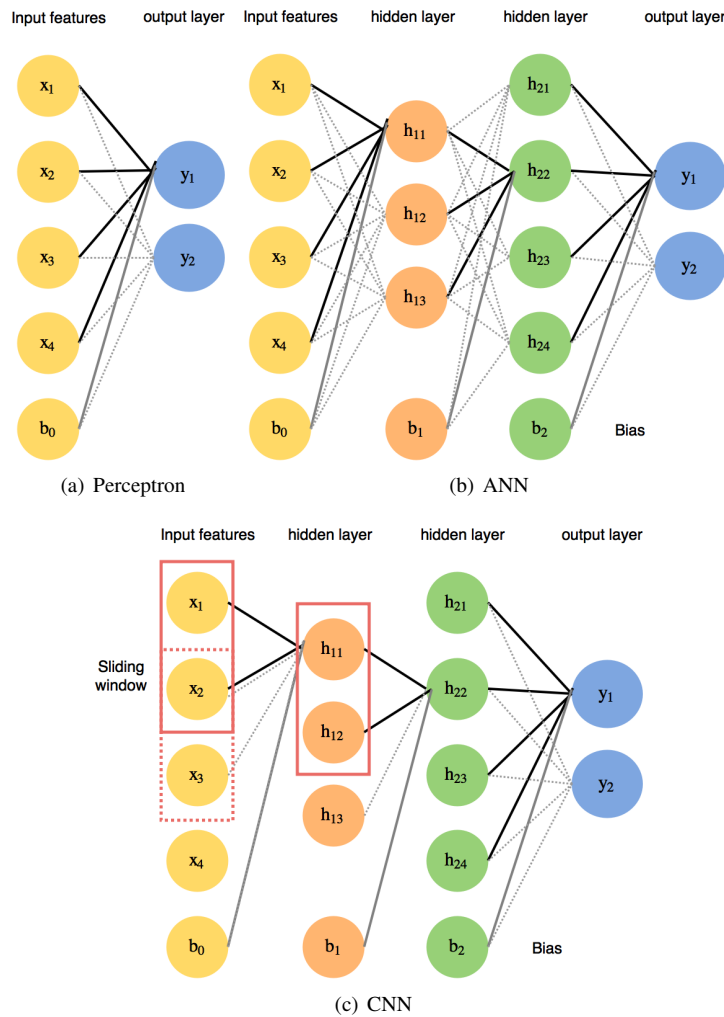 Input features output layer Input features hidden layer hidden layer output layer
x1 x1 h21
h11
x2 y1 x2 h22 y1
h12
x3 y2 x3 h23 y2
h13
x4 x4 h24
b0 b0 b1 b2 Bias
(a) Perceptron (b) ANN
Input features hidden layer hidden layer output layer
x1 h21
h11
Sliding
window
x2 h22 y1
h12
x3 h23 y2
h13
x4 h24
b0 b1 b2 Bias
(c) CNN